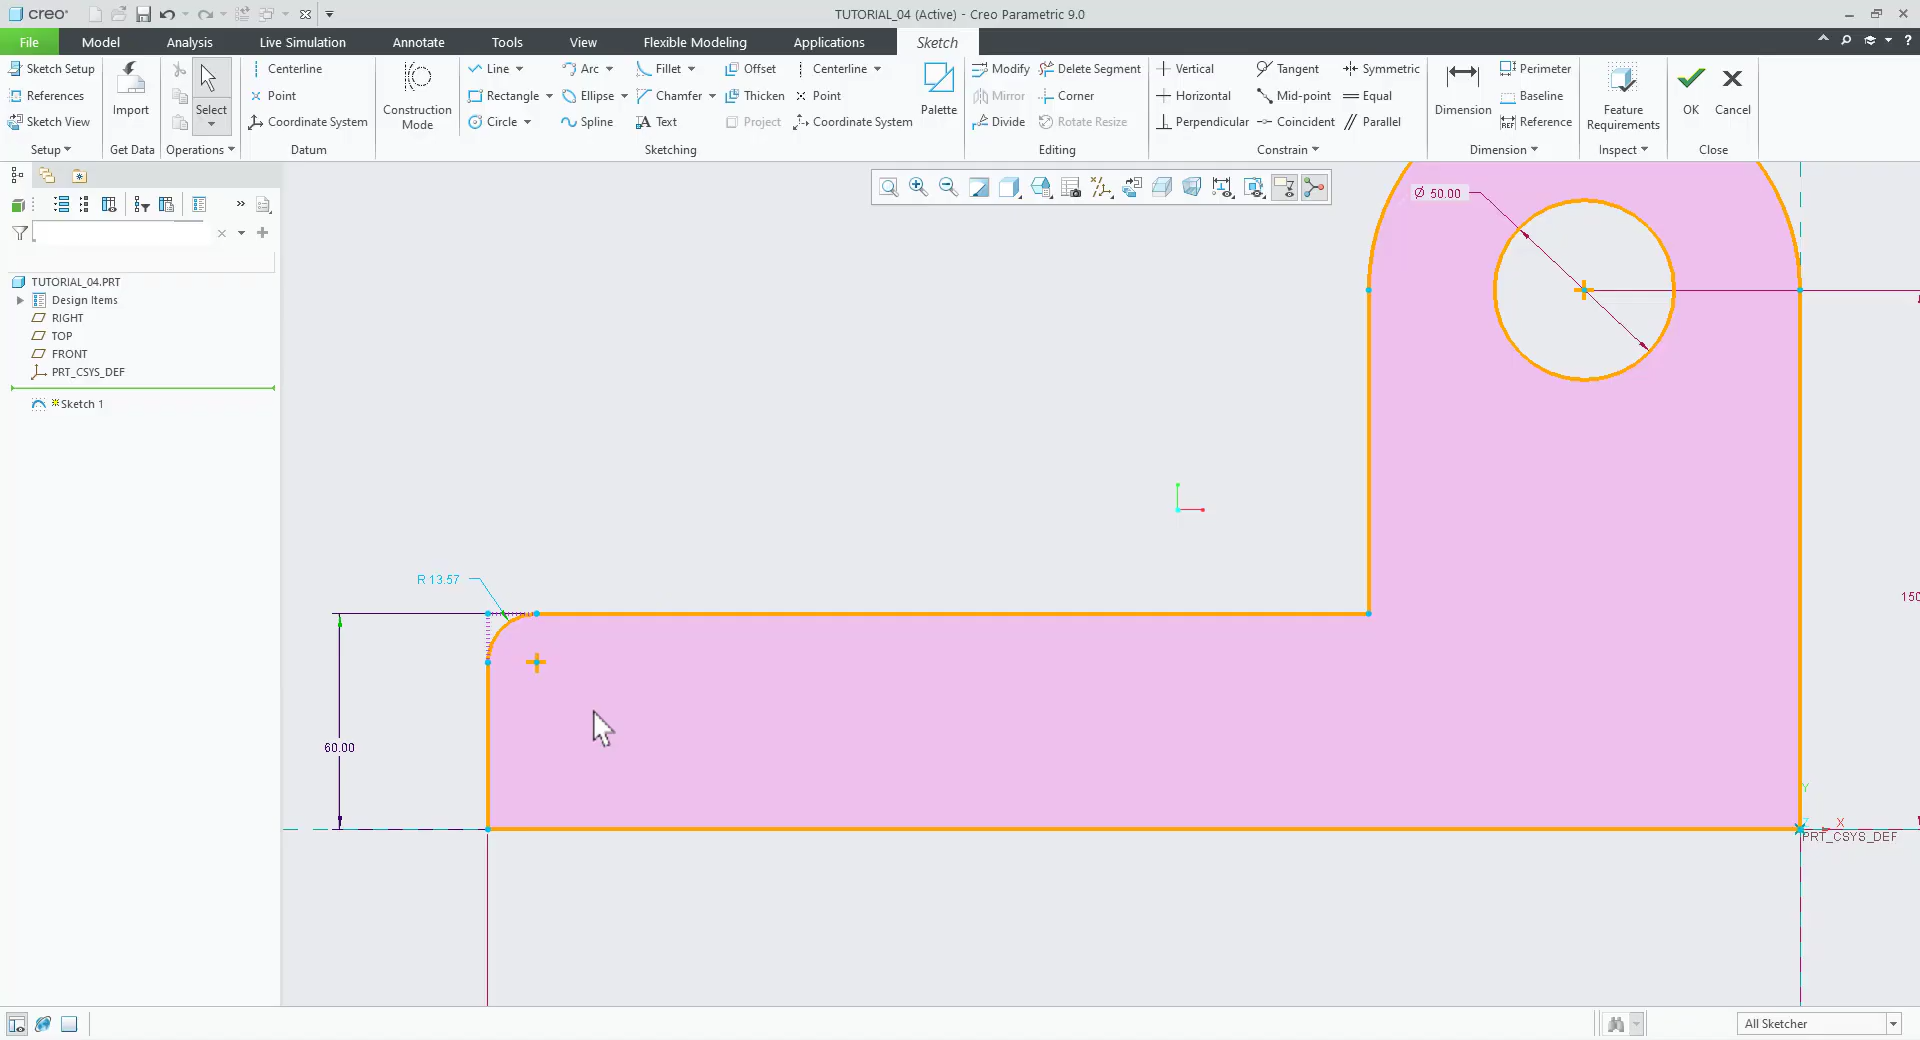 creo
TUTORIAL_04 (Active) - Creo Parametric 9.0
File Model Analysis Live Simulation Annotate Tools View Flexible Modeling Applications Sketch
Sketch Setup
References
Sketch View
Setup
Import
Get Data
Select
Operations
Centerline
Point
Coordinate System
Datum
Construction
Mode
Line Arc Fillet Offset Centerline
Rectangle Ellipse Chamfer Thicken Point
Circle Spline Text Project Coordinate System
Palette
Sketching
Modify Delete Segment
Mirror Corner
Divide Rotate Resize
Editing
Vertical Tangent Symmetric
Horizontal Mid-point Equal
Perpendicular Coincident Parallel
Constrain
Dimension
Perimeter
Baseline
Reference
Dimension
Feature
Requirements
Inspect
OK
Cancel
Close
TUTORIAL_04.PRT
Design Items
RIGHT
TOP
FRONT
PRT_CSYS_DEF
Sketch 1
Ø 50.00
R 13.57
150
60.00
Y
Z
X
PRT_CSYS_DEF
All Sketcher